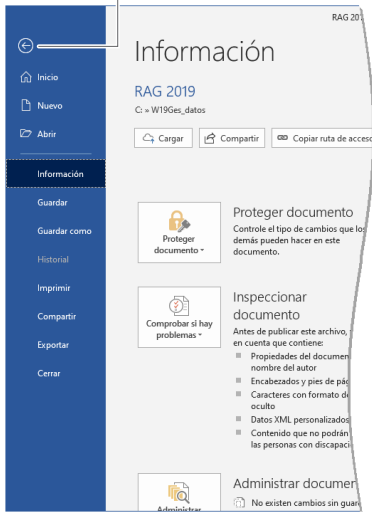 RAG 201
Información
Inicio
RAG 2019
Nuevo
C: » W19Ges_datos
Abrir
Cargar
Compartir
Copiar ruta de acceso
Información
Guardar
Proteger documento
Controle el tipo de cambios que los
demás pueden hacer en este
documento.
Proteger
documento
Guardar como
Historial
Imprimir
Inspeccionar
documento
Antes de publicar este archivo,
en cuenta que contiene:
Comprobar si hay
problemas
Compartir
Propiedades del documen
nombre del autor
Exportar
Encabezados y pies de pág
Cerrar
Caracteres con formato de
oculto
Datos XML personalizados
Contenido que no podrán
las personas con discapaci
Administrar documen
Administrar
No existen cambios sin guar